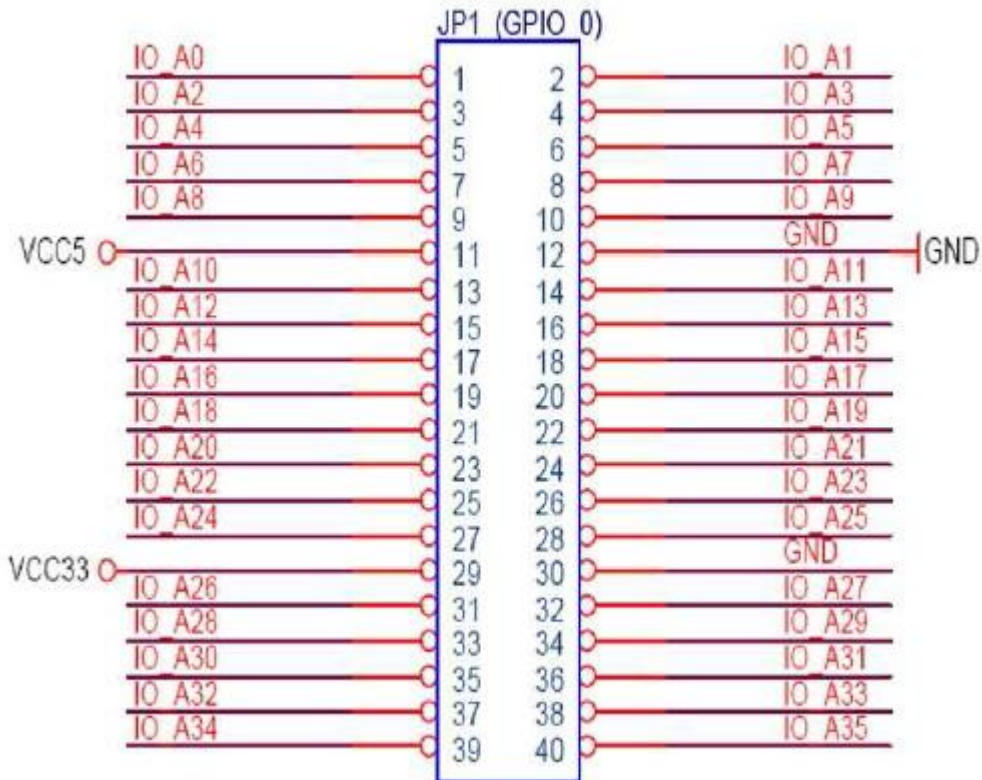 JP1 (GPIO 0)
IO_A0 1 2 IO_A1
IO_A2 3 4 IO_A3
IO_A4 5 6 IO_A5
IO_A6 7 8 IO_A7
IO_A8 9 10 IO_A9
VCC5 11 12 GND GND
IO_A10 13 14 IO_A11
IO_A12 15 16 IO_A13
IO_A14 17 18 IO_A15
IO_A16 19 20 IO_A17
IO_A18 21 22 IO_A19
IO_A20 23 24 IO_A21
IO_A22 25 26 IO_A23
IO_A24 27 28 IO_A25
VCC33 29 30 GND
IO_A26 31 32 IO_A27
IO_A28 33 34 IO_A29
IO_A30 35 36 IO_A31
IO_A32 37 38 IO_A33
IO_A34 39 40 IO_A35